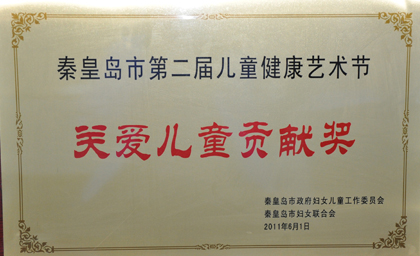 秦皇岛市第二届儿童健康艺术节
关爱儿童贡献奖
秦皇岛市政府妇女儿童工作委员会
秦皇岛市妇女联合会
2011年6月1日